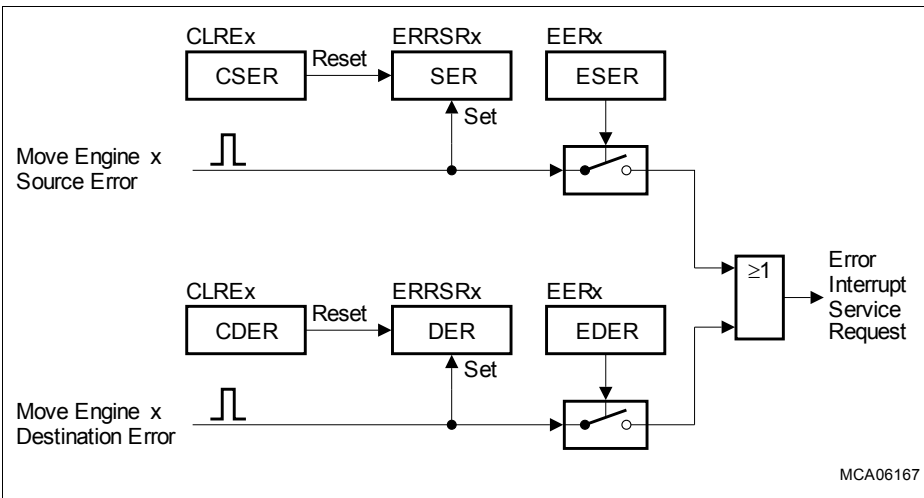 CLREx
ERRSRx
EERx
CSER
Reset
SER
ESER
Set
Move Engine x
Source Error
≥1
Error
Interrupt
Service
Request
CLREx
ERRSRx
EERx
CDER
Reset
DER
EDER
Set
Move Engine x
Destination Error
MCA06167